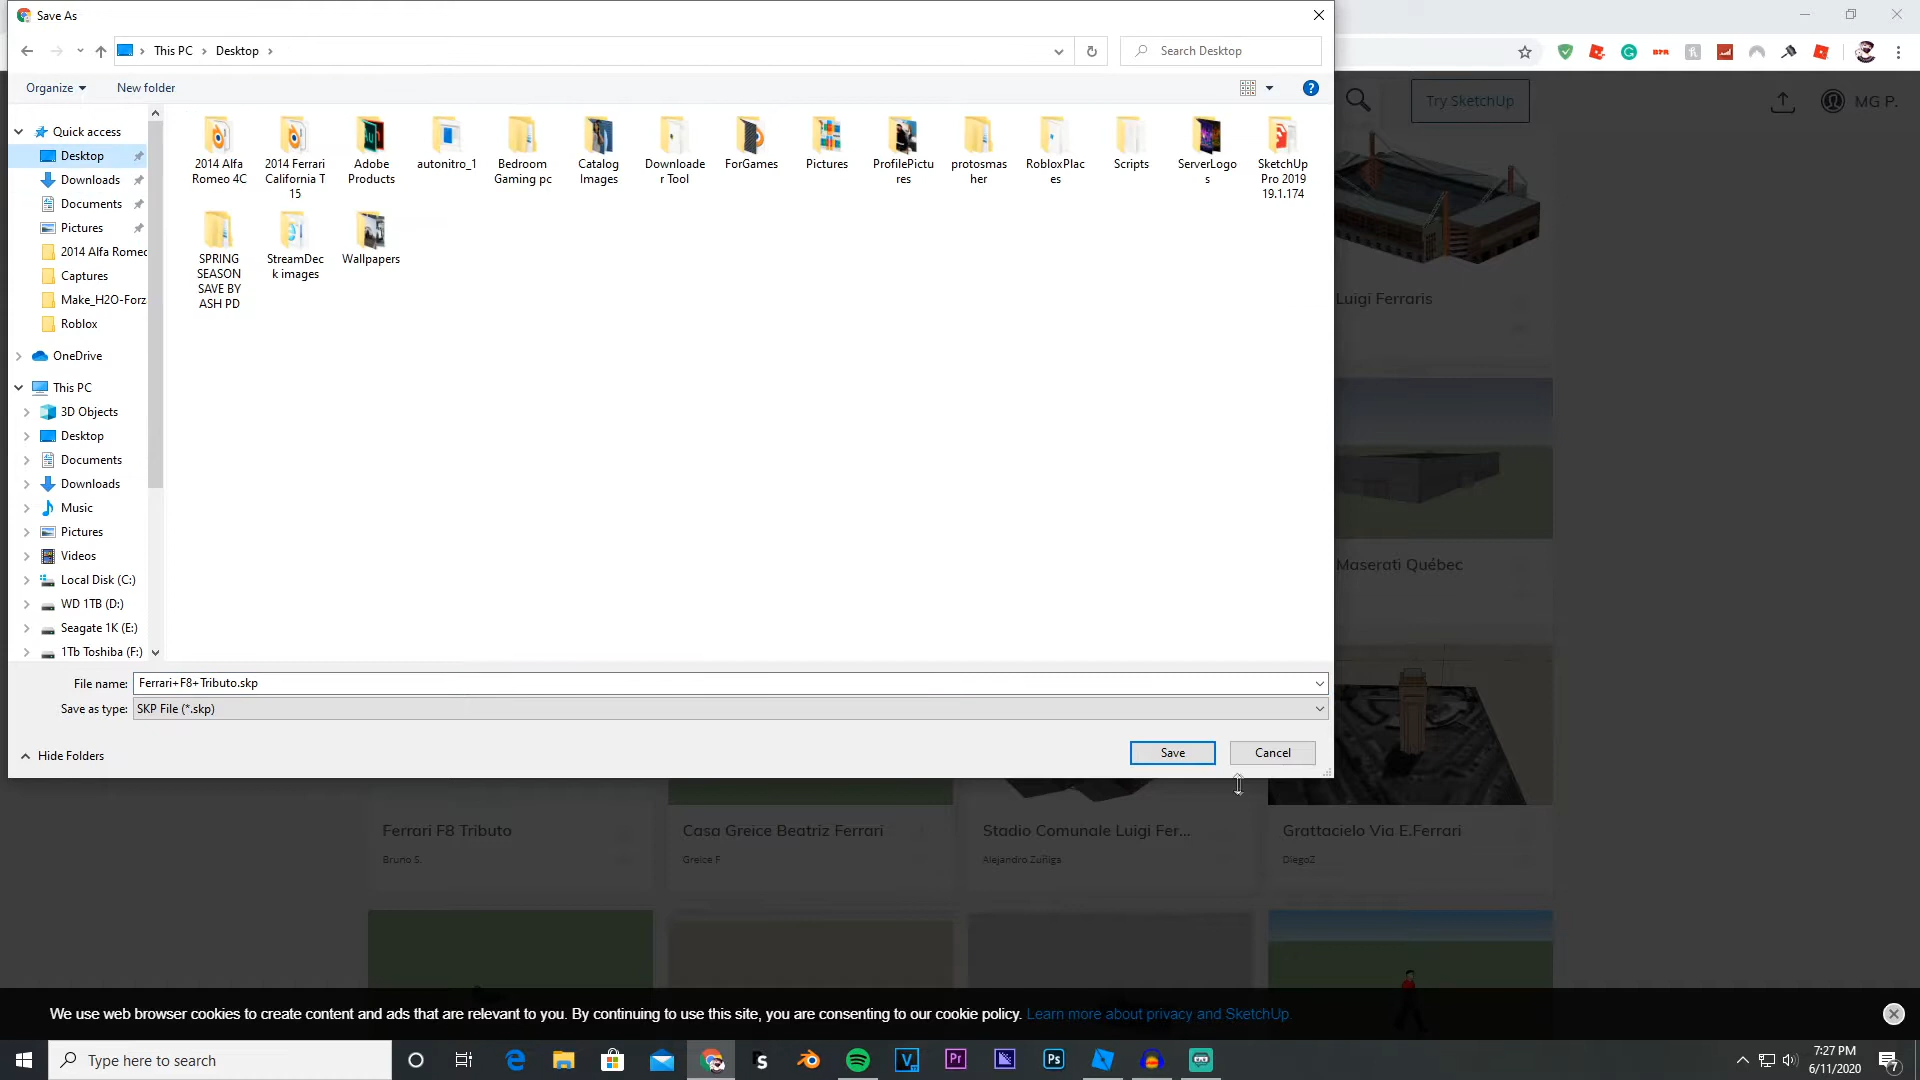 Save As
This PC
Desktop
Search Desktop
Organize
New folder
Try SketchUp
MG P.
Quick access
Desktop
Downloads
Documents
Pictures
2014 Alfa Romeo
Captures
Make_H2O-Forz
Roblox
OneDrive
This PC
3D Objects
Desktop
Documents
Downloads
Music
Pictures
Videos
Local Disk (C:)
WD 1TB (D:)
Seagate 1K (E:)
1Tb Toshiba (F:)
2014 Alfa
Romeo 4C
2014 Ferrari
California T
15
Adobe
Products
autonitro_1
Bedroom
Gaming pc
Catalog
Images
Downloade
r Tool
ForGames
Pictures
ProfilePictu
res
protosmas
her
RobloxPlac
es
Scripts
ServerLogo
s
SketchUp
Pro 2019
19.1.174
SPRING
SEASON
SAVE BY
ASH PD
StreamDec
k images
Wallpapers
Luigi Ferraris
Maserati Québec
File name:
Ferrari+F8+Tributo.skp
Save as type:
SKP File (*.skp)
Hide Folders
Save
Cancel
Ferrari F8 Tributo
Bruno S.
Casa Greice Beatriz Ferrari
Greice F
Stadio Comunale Luigi Fer...
Alejandro Zuñiga
Grattacielo Via E.Ferrari
DiegoZ
We use web browser cookies to create content and ads that are relevant to you. By continuing to use this site, you are consenting to our cookie policy. Learn more about privacy and SketchUp.
Type here to search
Pr
Ps
7:27 PM
6/11/2020
7